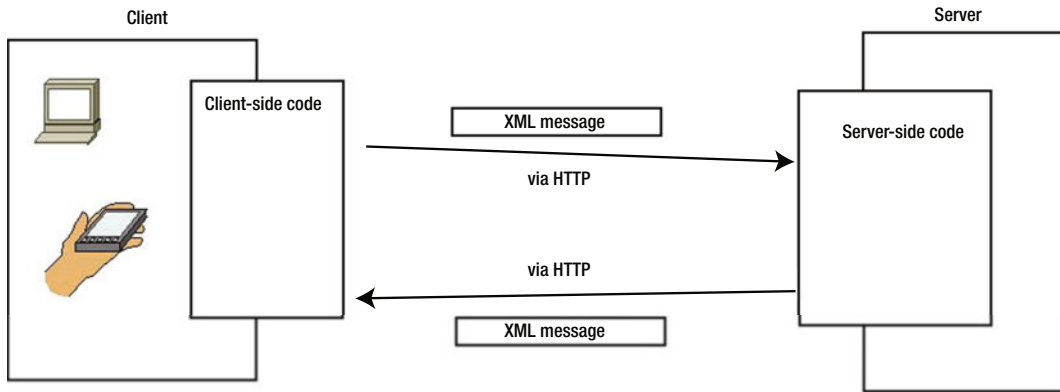 Client
Server
Client-side code
XML message
Server-side code
via HTTP
via HTTP
XML message